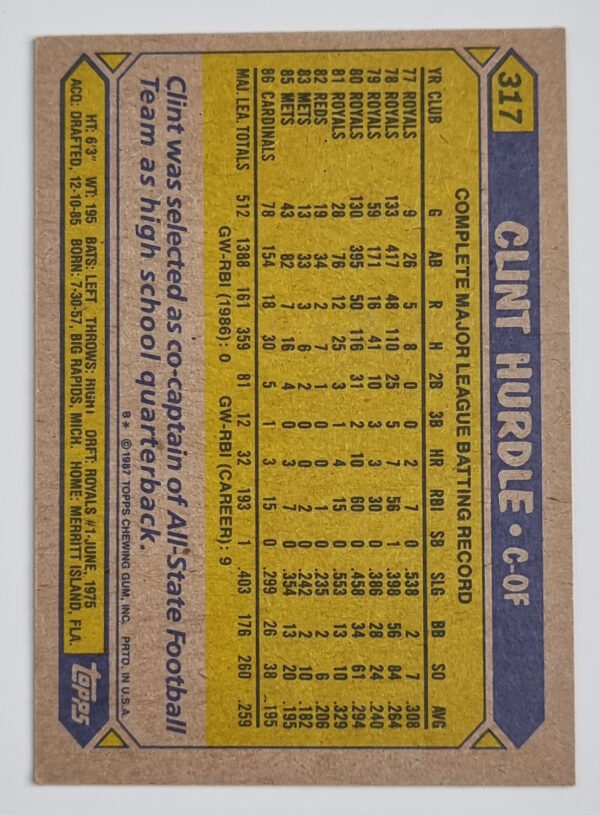 317
CLINT HURDLE • C-OF
COMPLETE MAJOR LEAGUE BATTING RECORD
YR CLUB G AB R H 2B 3B HR RBI SB SLG BB SO AVG
77 ROYALS 9 26 5 8 0 0 2 7 0 .538 2 7 .308
78 ROYALS 133 417 48 110 25 5 7 56 1 .398 56 84 .264
79 ROYALS 59 171 16 41 10 3 3 30 0 .386 28 24 .240
80 ROYALS 130 395 50 116 31 2 10 60 0 .458 34 61 .294
81 ROYALS 28 76 12 25 3 1 4 15 0 .553 13 10 .329
82 REDS 19 34 2 7 1 0 0 1 0 .235 2 6 .206
83 METS 13 33 3 6 2 0 0 2 0 .242 2 10 .182
85 METS 43 82 7 16 4 0 3 7 0 .354 13 20 .195
86 CARDINALS 78 154 18 30 5 1 3 15 0 .299 26 38 .195
MAJ. LEA. TOTALS 512 1388 161 359 81 12 32 193 1 .403 176 260 .259
GW-RBI (1986): 0 GW-RBI (CAREER): 9
Clint was selected as co-captain of All-State Football
Team as high school quarterback.
B* ©1987 TOPPS CHEWING GUM, INC. PRTD. IN U.S.A.
HT: 6'3" WT: 195 BATS: LEFT THROWS: RIGHT DRFT: ROYALS #1-JUNE, 1975
ACQ: DRAFTED, 12-10-85 BORN: 7-30-57, BIG RAPIDS, MICH. HOME: MERRITT ISLAND, FLA.
TOPPS